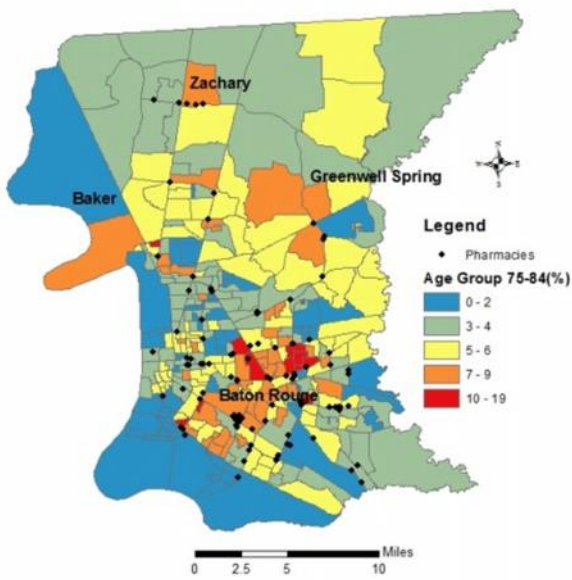 Zachary
Greenwell Spring
Baker
Legend
Pharmacies
Age Group 75-84(%)
0 - 2
3 - 4
5 - 6
7 - 9
10 - 19
Baton Rouge
Miles
0 2.5 5 10